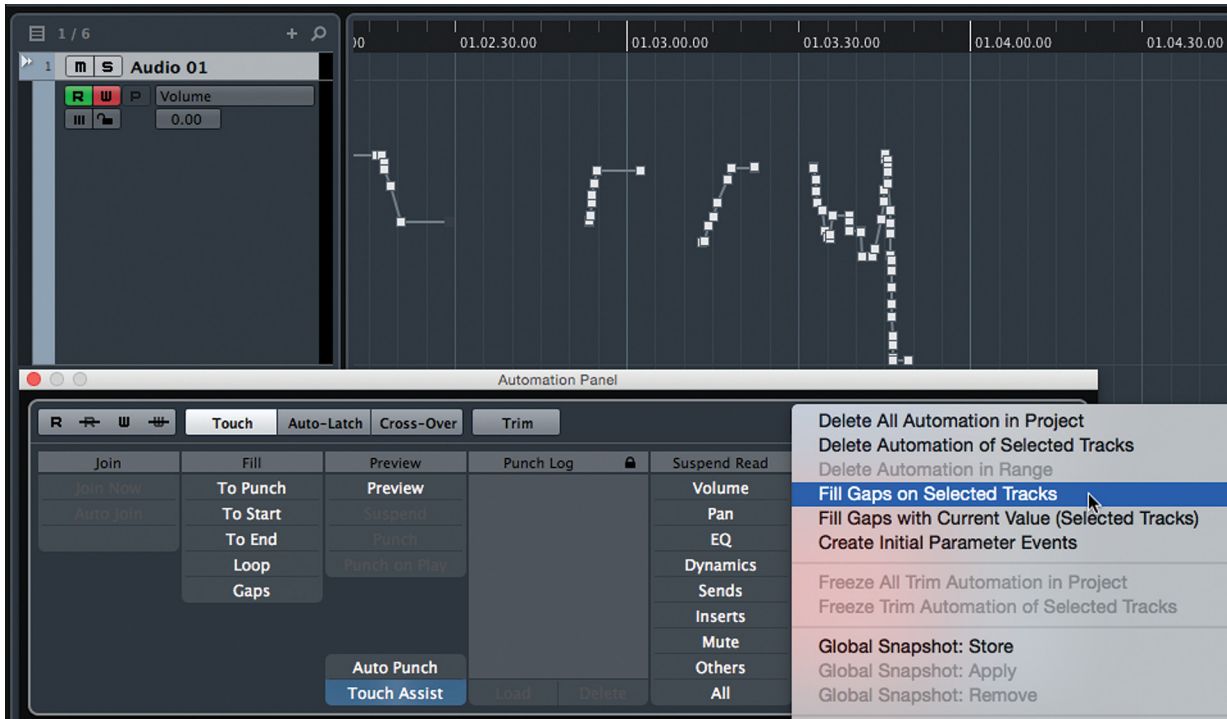 1 / 6 +
00 01.02.30.00 01.03.00.00 01.03.30.00 01.04.00.00 01.04.30.00
1 m S Audio 01
R W P Volume
0.00
Automation Panel
R R W W Touch Auto-Latch Cross-Over Trim
Join Fill Preview Punch Log Suspend Read
Join Now To Punch Preview Volume
Auto Join To Start Suspend Pan
To End Punch EQ
Loop Punch on Play Dynamics
Gaps Sends
Inserts
Mute
Auto Punch Others
Touch Assist Load Delete All
Delete All Automation in Project
Delete Automation of Selected Tracks
Delete Automation in Range
Fill Gaps on Selected Tracks
Fill Gaps with Current Value (Selected Tracks)
Create Initial Parameter Events
Freeze All Trim Automation in Project
Freeze Trim Automation of Selected Tracks
Global Snapshot: Store
Global Snapshot: Apply
Global Snapshot: Remove